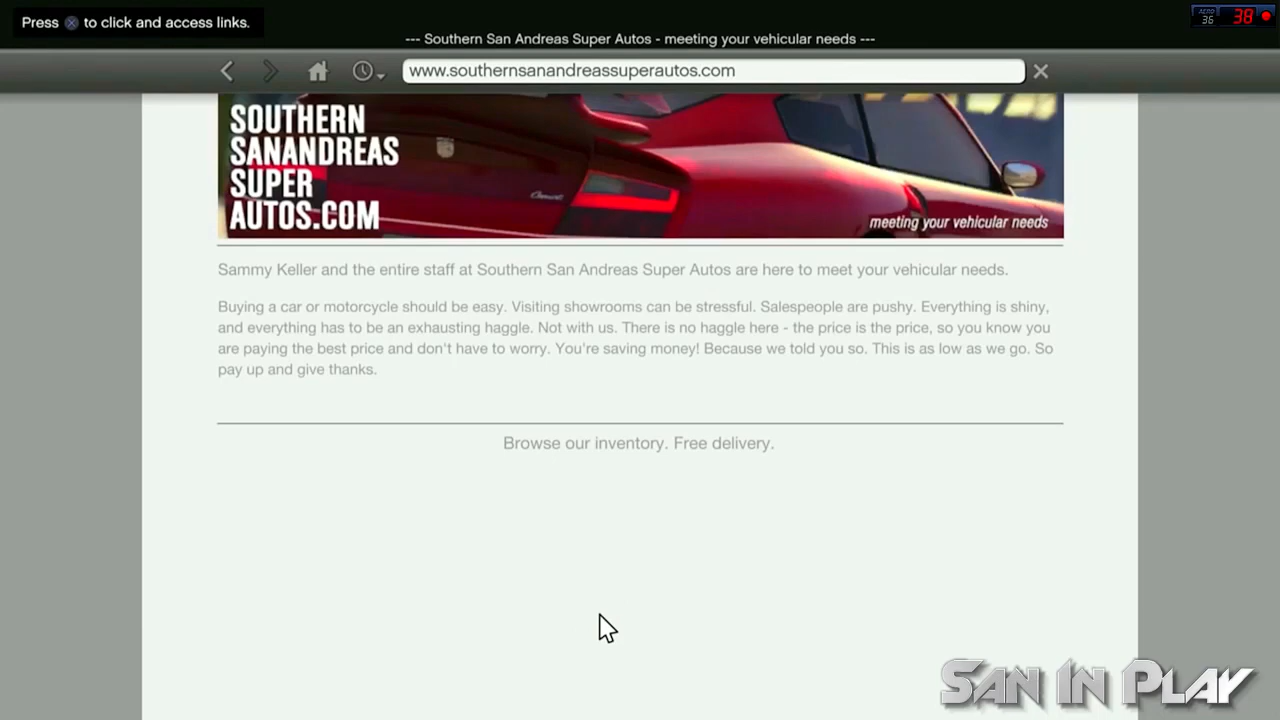 Press ⊗ to click and access links.
AERO
36
38
--- Southern San Andreas Super Autos - meeting your vehicular needs ---
www.southernsanandreassuperautos.com
SOUTHERN
SANANDREAS
SUPER
AUTOS.COM
meeting your vehicular needs
Sammy Keller and the entire staff at Southern San Andreas Super Autos are here to meet your vehicular needs.
Buying a car or motorcycle should be easy. Visiting showrooms can be stressful. Salespeople are pushy. Everything is shiny,
and everything has to be an exhausting haggle. Not with us. There is no haggle here - the price is the price, so you know you
are paying the best price and don't have to worry. You're saving money! Because we told you so. This is as low as we go. So
pay up and give thanks.
Browse our inventory. Free delivery.
SAN IN PLAY